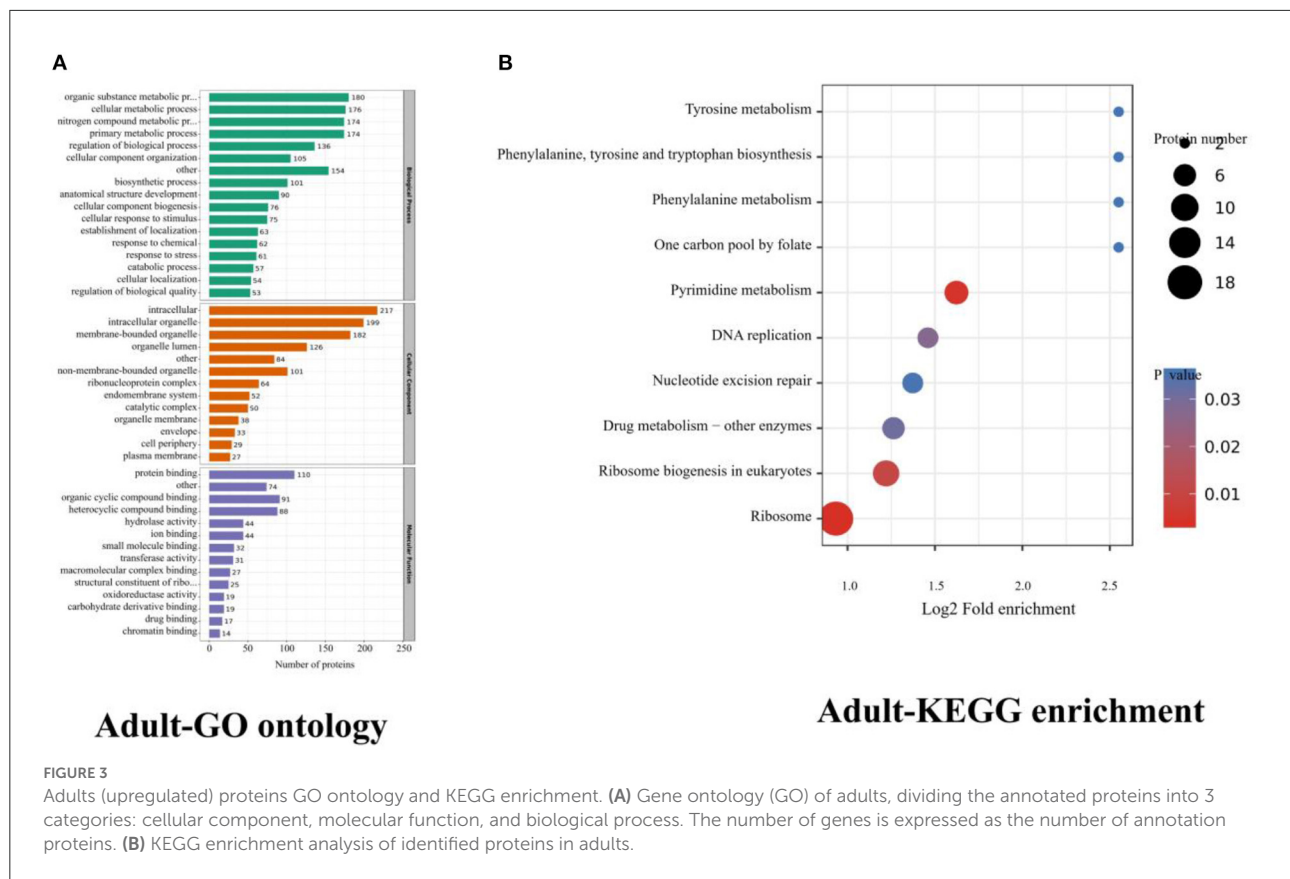 A
organic substance metabolic pr... 180
cellular metabolic process 176
nitrogen compound metabolic pr... 174
primary metabolic process 174
regulation of biological process 136
cellular component organization 105
other 154
biosynthetic process 101
anatomical structure development 90
cellular component biogenesis 76
cellular response to stimulus 75
establishment of localization 63
response to chemical 62
response to stress 61
catabolic process 57
cellular localization 54
regulation of biological quality 53
Biological Process
intracellular 217
intracellular organelle 199
membrane-bounded organelle 182
organelle lumen 126
other 84
non-membrane-bounded organelle 101
ribonucleoprotein complex 64
endomembrane system 52
catalytic complex 50
organelle membrane 38
envelope 33
cell periphery 29
plasma membrane 27
Cellular Component
protein binding 110
other 74
organic cyclic compound binding 91
heterocyclic compound binding 88
hydrolase activity 44
ion binding 44
small molecule binding 32
transferase activity 31
macromolecular complex binding 27
structural constituent of ribo... 25
oxidoreductase activity 19
carbohydrate derivative binding 19
drug binding 17
chromatin binding 14
Molecular Function
0 50 100 150 200 250
Number of proteins
Adult-GO ontology
B
Tyrosine metabolism
Phenylalanine, tyrosine and tryptophan biosynthesis
Phenylalanine metabolism
One carbon pool by folate
Pyrimidine metabolism
DNA replication
Nucleotide excision repair
Drug metabolism − other enzymes
Ribosome biogenesis in eukaryotes
Ribosome
1.0 1.5 2.0 2.5
Log2 Fold enrichment
Protein number
2
6
10
14
18
P value
0.03
0.02
0.01
Adult-KEGG enrichment
FIGURE 3
Adults (upregulated) proteins GO ontology and KEGG enrichment. (A) Gene ontology (GO) of adults, dividing the annotated proteins into 3
categories: cellular component, molecular function, and biological process. The number of genes is expressed as the number of annotation
proteins. (B) KEGG enrichment analysis of identified proteins in adults.